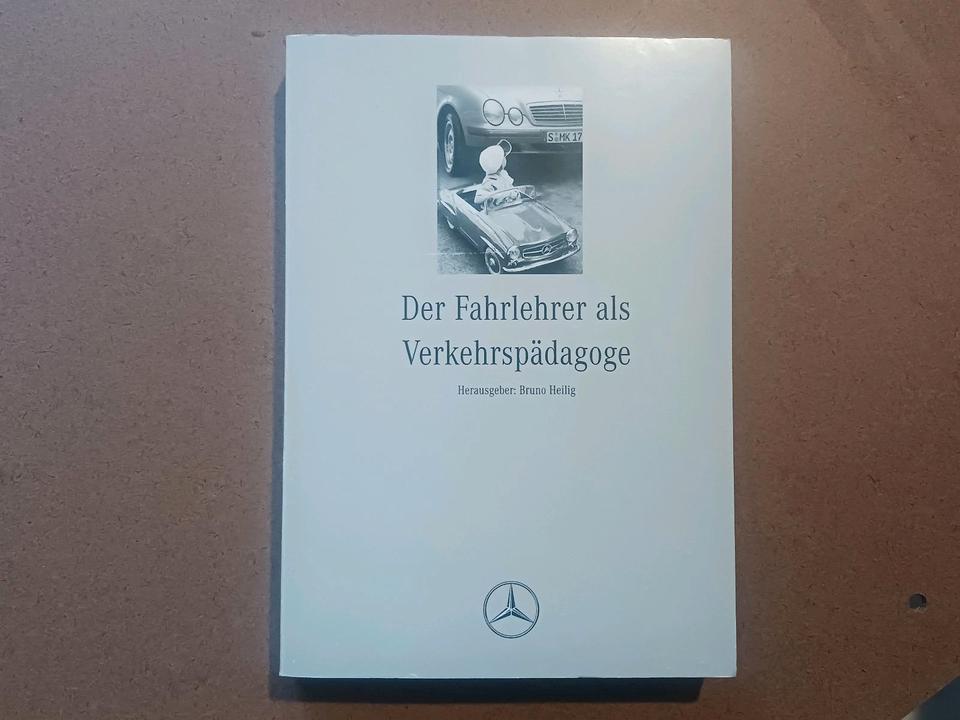 S MK 17
Der Fahrlehrer als
Verkehrspädagoge
Herausgeber: Bruno Heilig